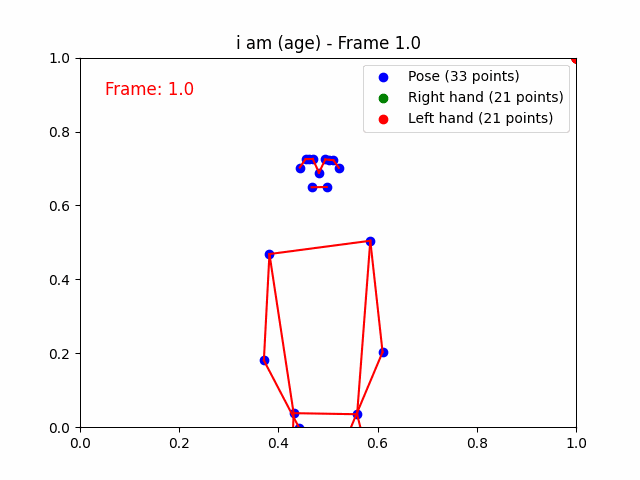 i am (age) - Frame 1.0
Frame: 1.0
Pose (33 points)
Right hand (21 points)
Left hand (21 points)
1.0
0.8
0.6
0.4
0.2
0.0
0.0 0.2 0.4 0.6 0.8 1.0